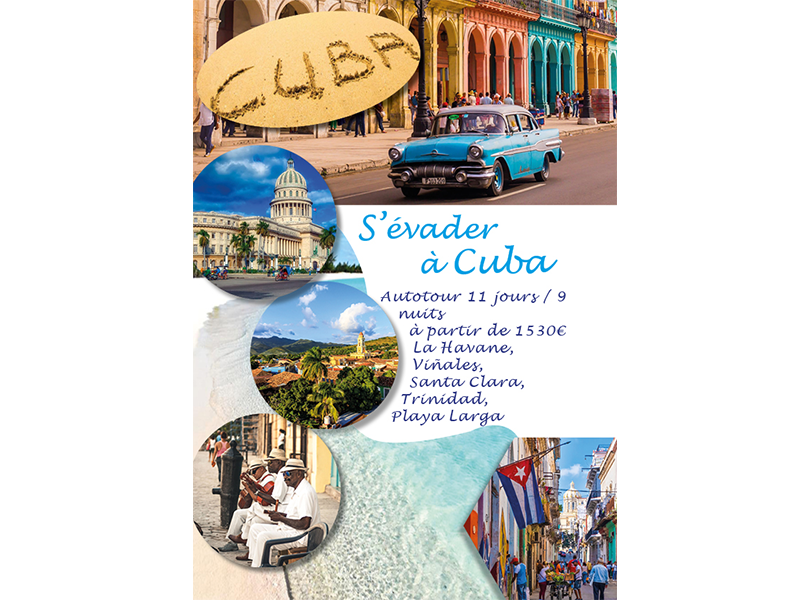 CUBA
S'évader
à Cuba
Autotour 11 jours / 9
nuits
à partir de 1530€
La Havane,
Viñales,
Santa Clara,
Trinidad,
Playa Larga